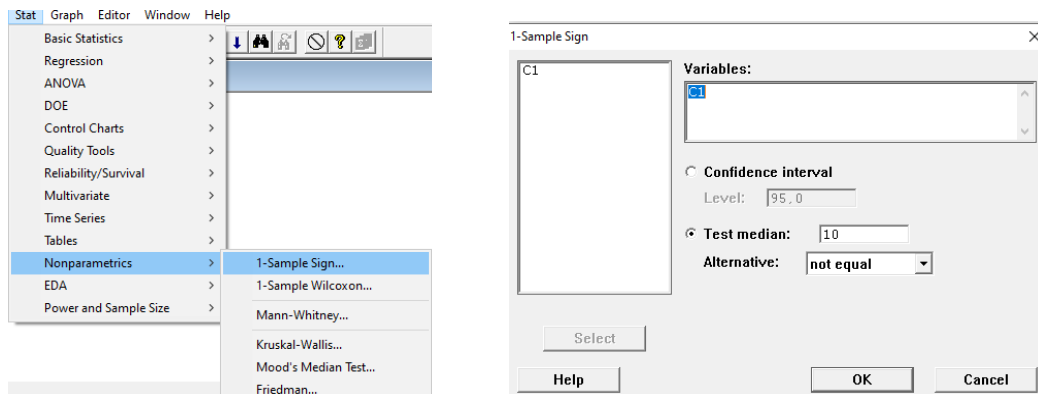 Stat Graph Editor Window Help
Basic Statistics >
Regression >
ANOVA >
DOE >
Control Charts >
Quality Tools >
Reliability/Survival >
Multivariate >
Time Series >
Tables >
Nonparametrics >
EDA >
Power and Sample Size >
1-Sample Sign...
1-Sample Wilcoxon...
Mann-Whitney...
Kruskal-Wallis...
Mood's Median Test...
Friedman...
1-Sample Sign
C1
Variables:
C1
Confidence interval
Level: 95,0
Test median: 10
Alternative: not equal
Select
Help OK Cancel